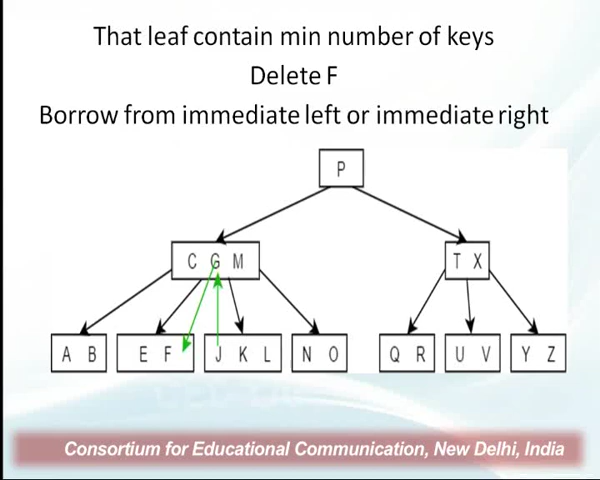 That leaf contain min number of keys
Delete F
Borrow from immediate left or immediate right
P
C G M
T X
A B
E F
J K L
N O
Q R
U V
Y Z
Consortium for Educational Communication, New Delhi, India